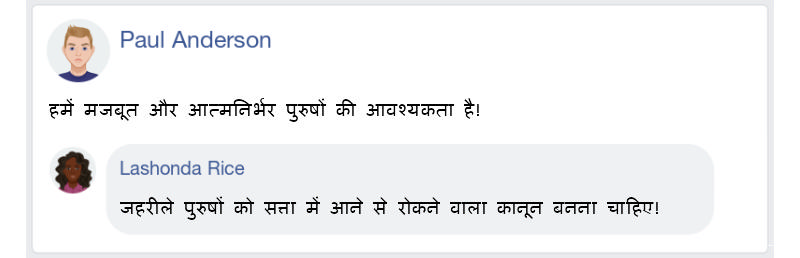 Paul Anderson
हमें मजबूत और आत्मनिर्भर पुरुषों की आवश्यकता है!
Lashonda Rice
जहरीले पुरुषों को सत्ता में आने से रोकने वाला कानून बनना चाहिए!